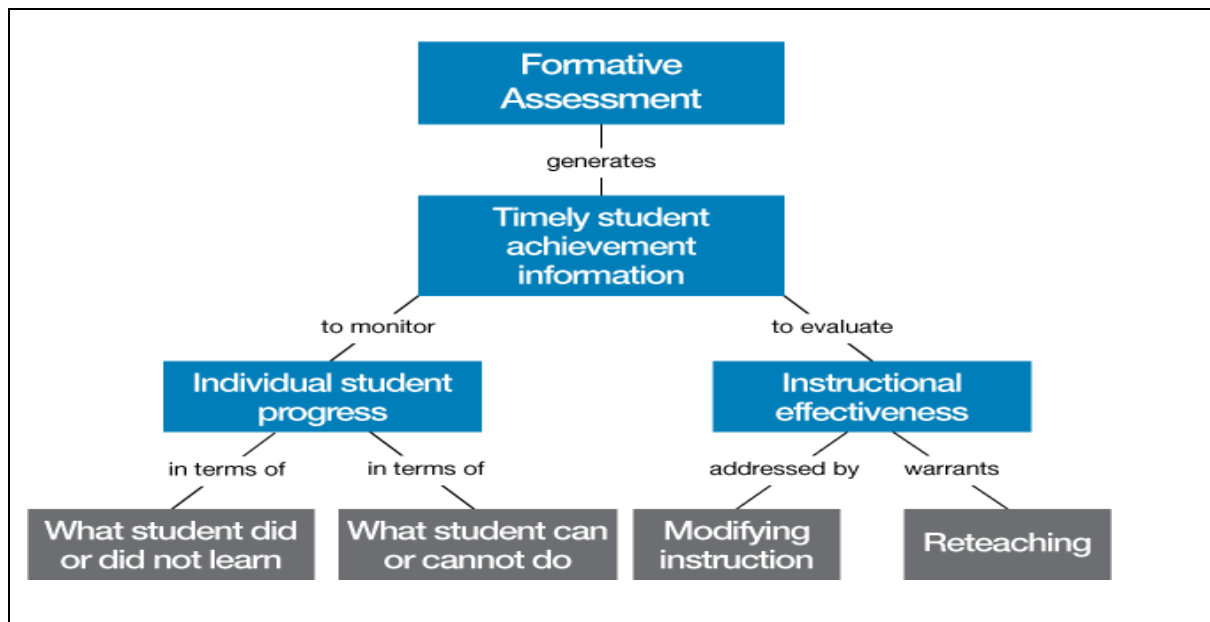 Formative
Assessment
generates
Timely student
achievement
information
to monitor
to evaluate
Individual student
progress
Instructional
effectiveness
in terms of
in terms of
addressed by
warrants
What student did
or did not learn
What student can
or cannot do
Modifying
instruction
Reteaching